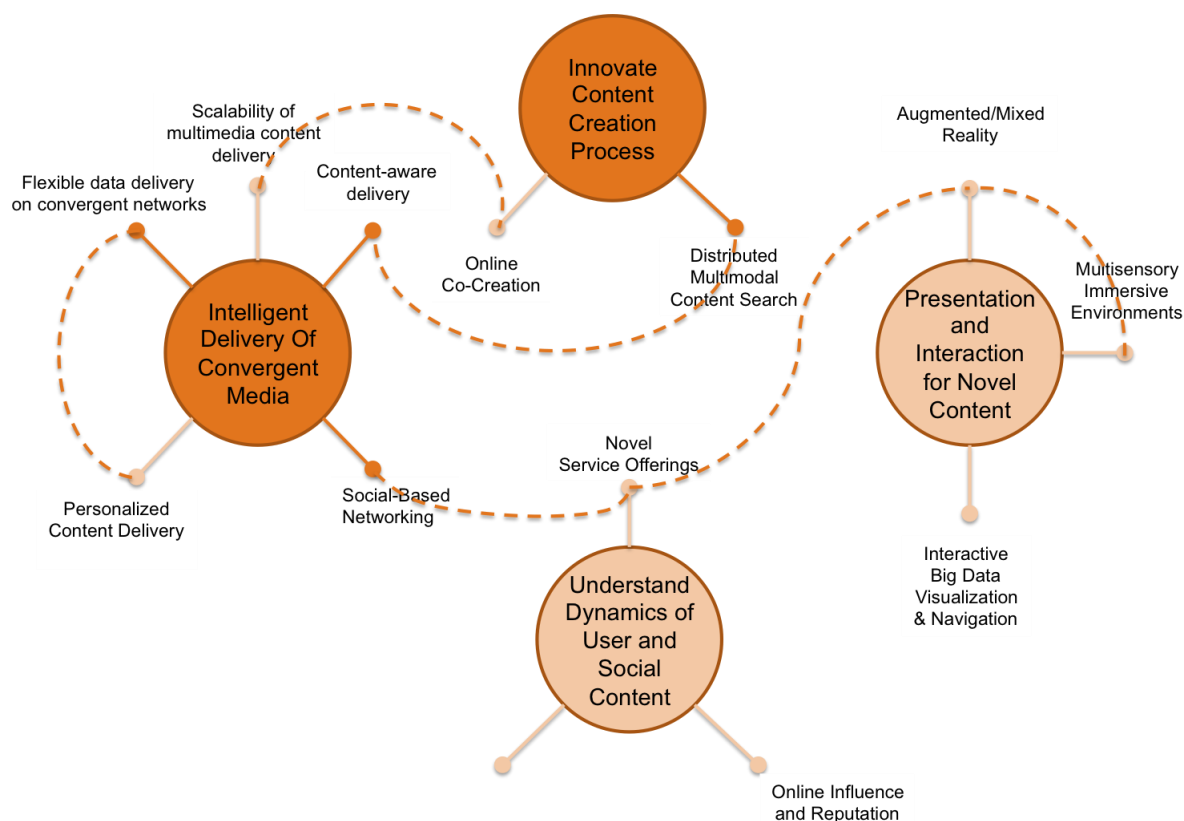 Innovate
Content
Creation
Process
Scalability of
multimedia content
delivery
Augmented/Mixed
Reality
Flexible data delivery
on convergent networks
Content-aware
delivery
Online
Co-Creation
Distributed
Multimodal
Content Search
Multisensory
Immersive
Environments
Intelligent
Delivery Of
Convergent
Media
Presentation
and
Interaction
for Novel
Content
Novel
Service Offerings
Personalized
Content Delivery
Social-Based
Networking
Interactive
Big Data
Visualization
& Navigation
Understand
Dynamics of
User and
Social
Content
Online Influence
and Reputation